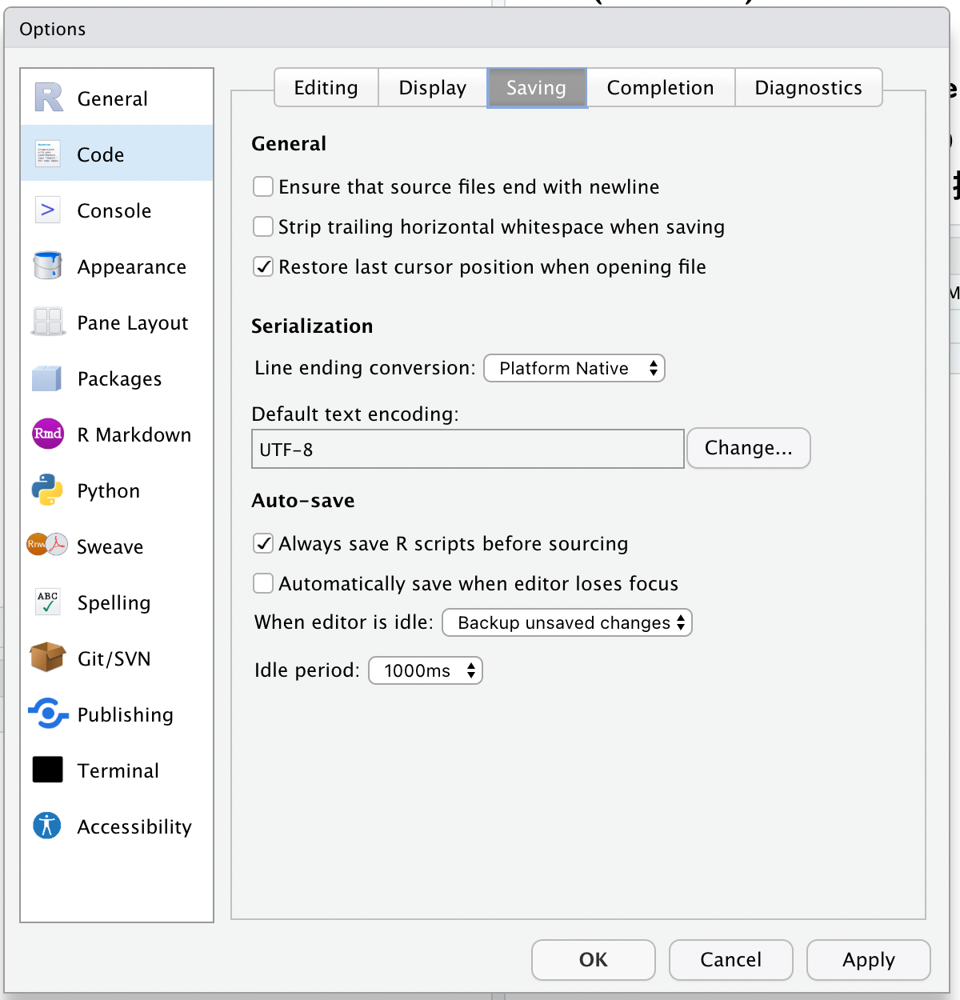 Options
General
Code
Console
Appearance
Pane Layout
Packages
Rmd R Markdown
Python
Rnw Sweave
ABC Spelling
Git/SVN
Publishing
Terminal
Accessibility
Editing Display Saving Completion Diagnostics
General
Ensure that source files end with newline
Strip trailing horizontal whitespace when saving
Restore last cursor position when opening file
Serialization
Line ending conversion: Platform Native
Default text encoding:
UTF-8 Change...
Auto-save
Always save R scripts before sourcing
Automatically save when editor loses focus
When editor is idle: Backup unsaved changes
Idle period: 1000ms
OK Cancel Apply